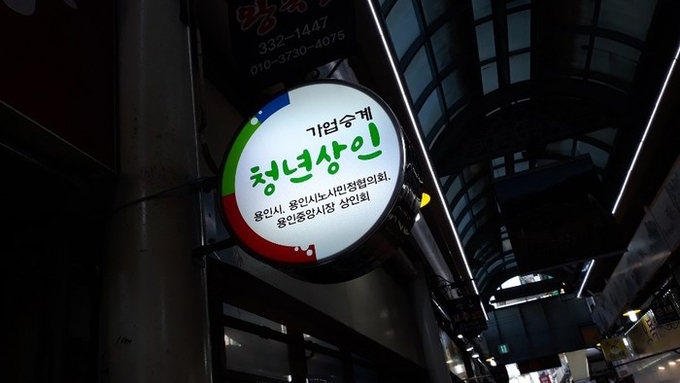 332-1447
010-3730-4075
가업승계
청년상인
용인시. 용인시노사민정협의회.
용인중앙시장 상인회